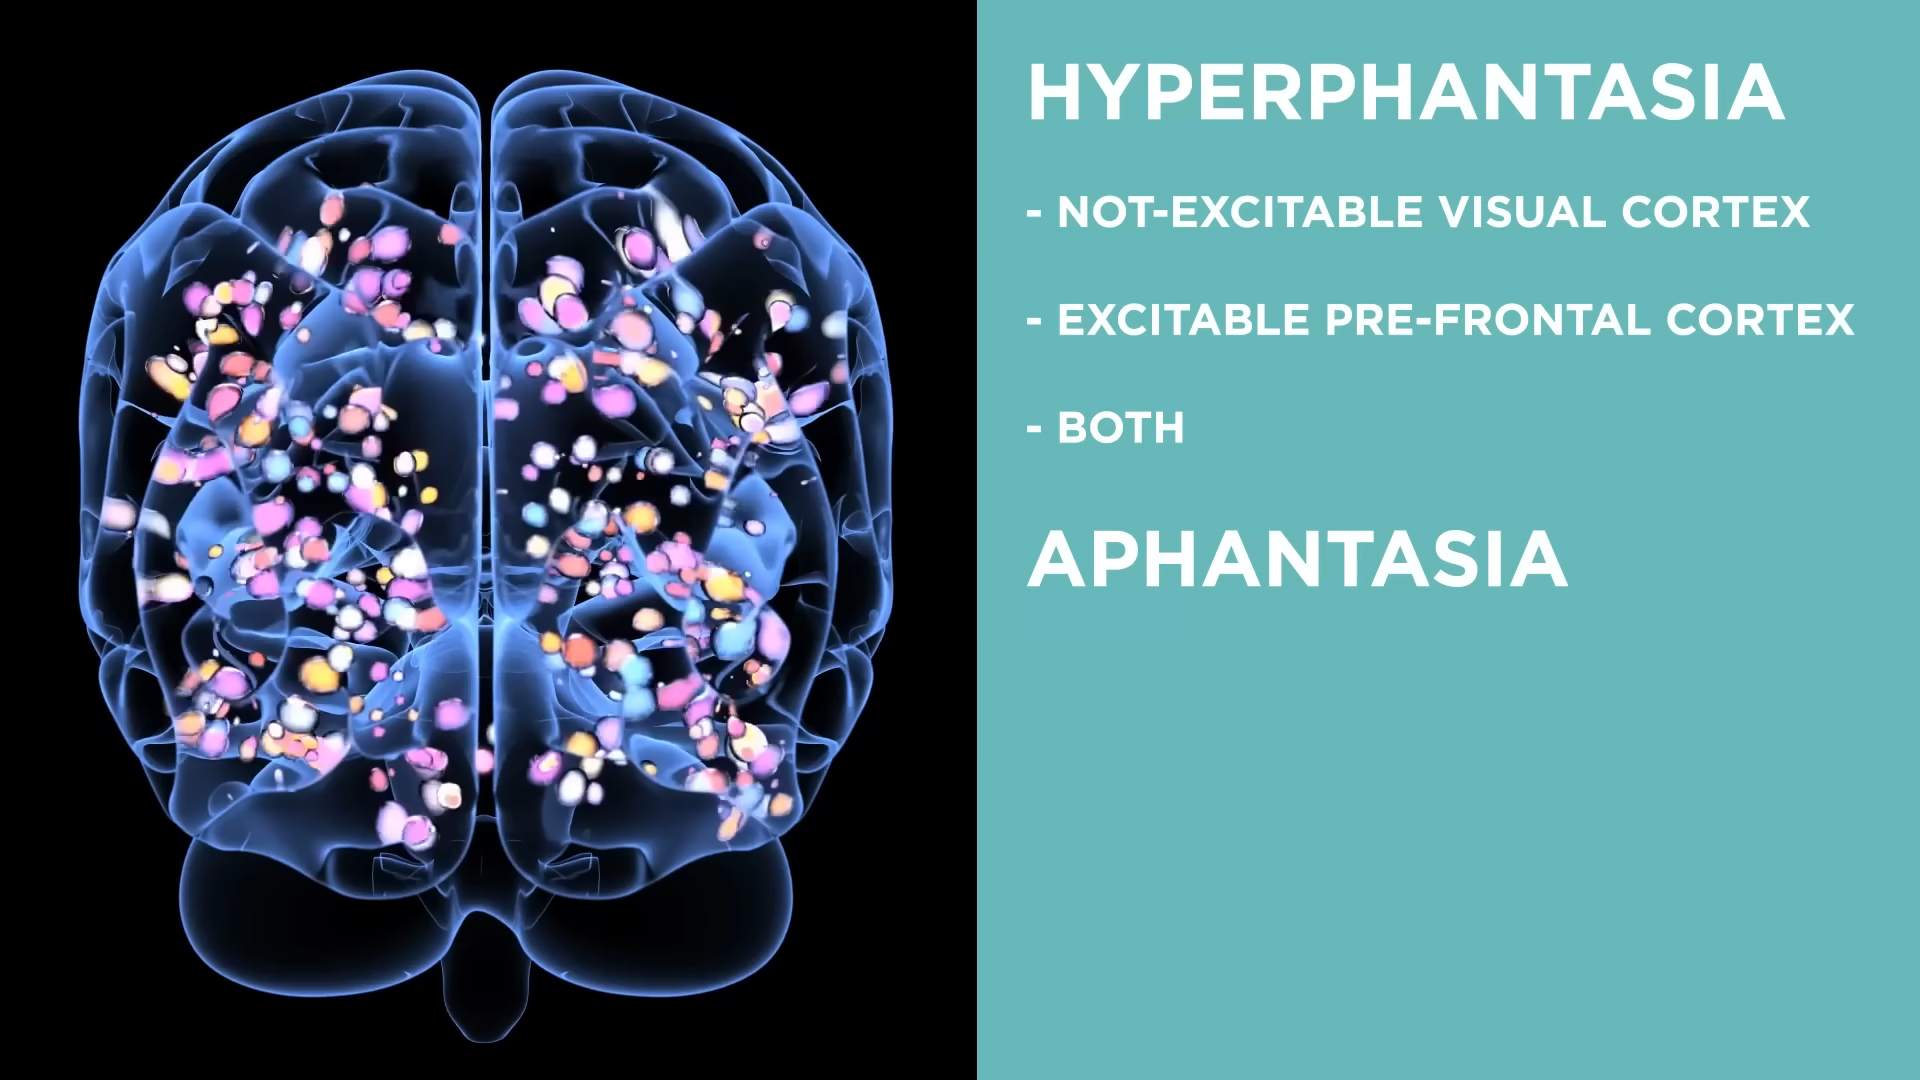 HYPERPHANTASIA
- NOT-EXCITABLE VISUAL CORTEX
- EXCITABLE PRE-FRONTAL CORTEX
- BOTH
APHANTASIA